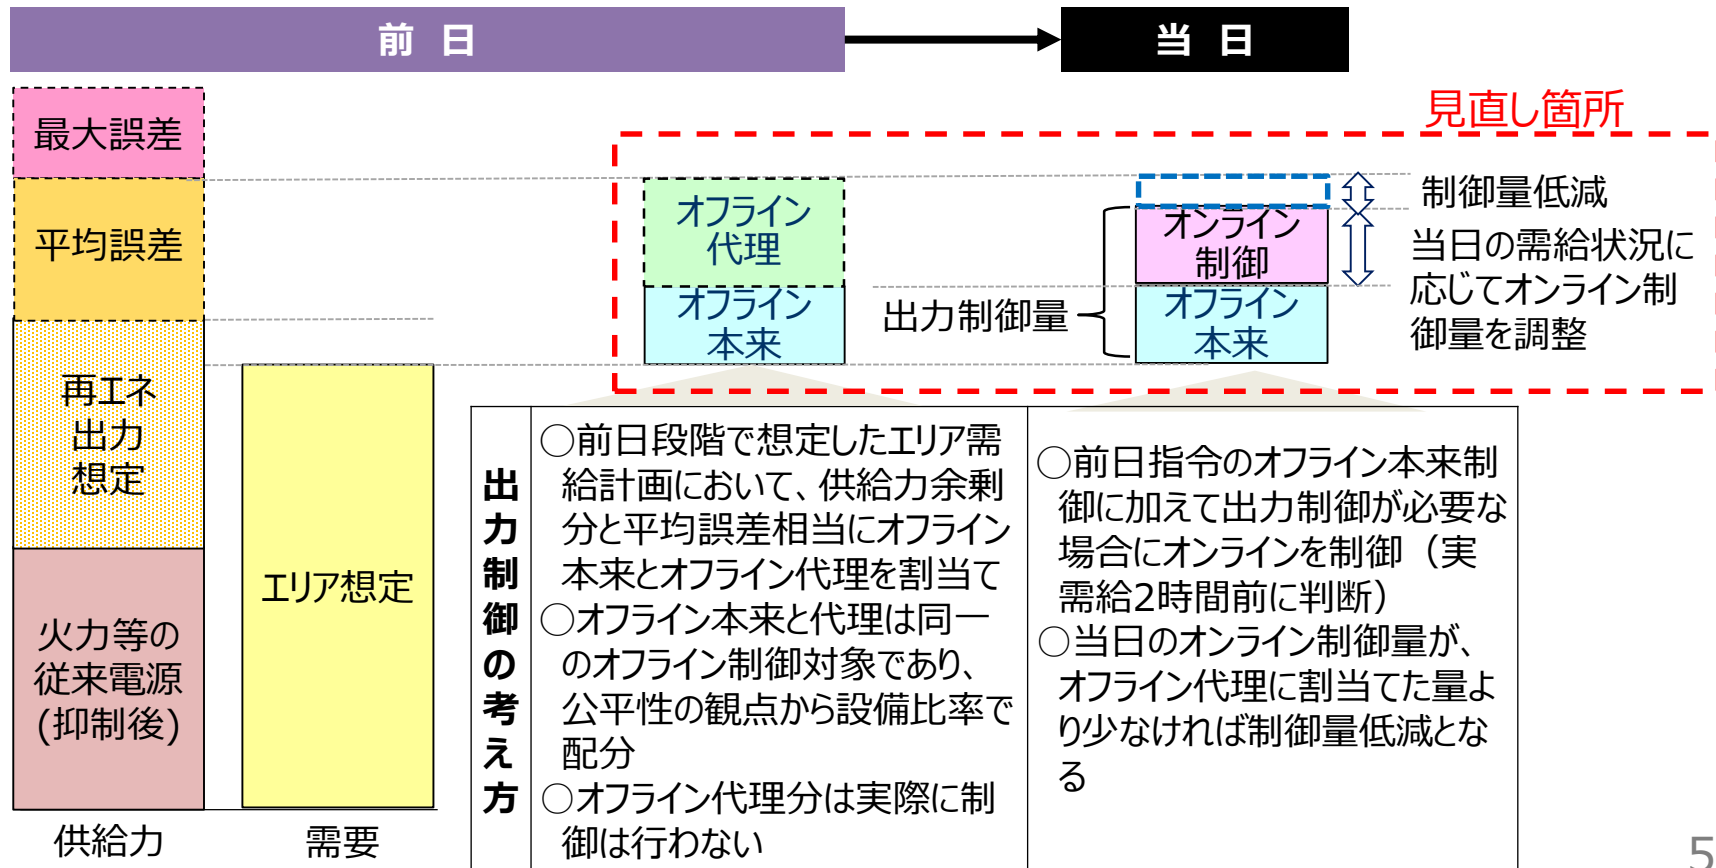 前 日
当 日
見直し箇所
最大誤差
平均誤差
再エネ
出力
想定
火力等の
従来電源
(抑制後)
供給力
エリア想定
需要
オフライン
代理
オフライン
本来
出力制御量
オンライン
制御
オフライン
本来
制御量低減
当日の需給状況に
応じてオンライン制
御量を調整
出力制御の考え方
○前日段階で想定したエリア需
給計画において、供給力余剰
分と平均誤差相当にオフライン
本来とオフライン代理を割当て
○オフライン本来と代理は同一
のオフライン制御対象であり、
公平性の観点から設備比率で
配分
○オフライン代理分は実際に制
御は行わない
○前日指令のオフライン本来制
御に加えて出力制御が必要な
場合にオンラインを制御（実
需給2時間前に判断）
○当日のオンライン制御量が、
オフライン代理に割当てた量よ
り少なければ制御量低減とな
る
5